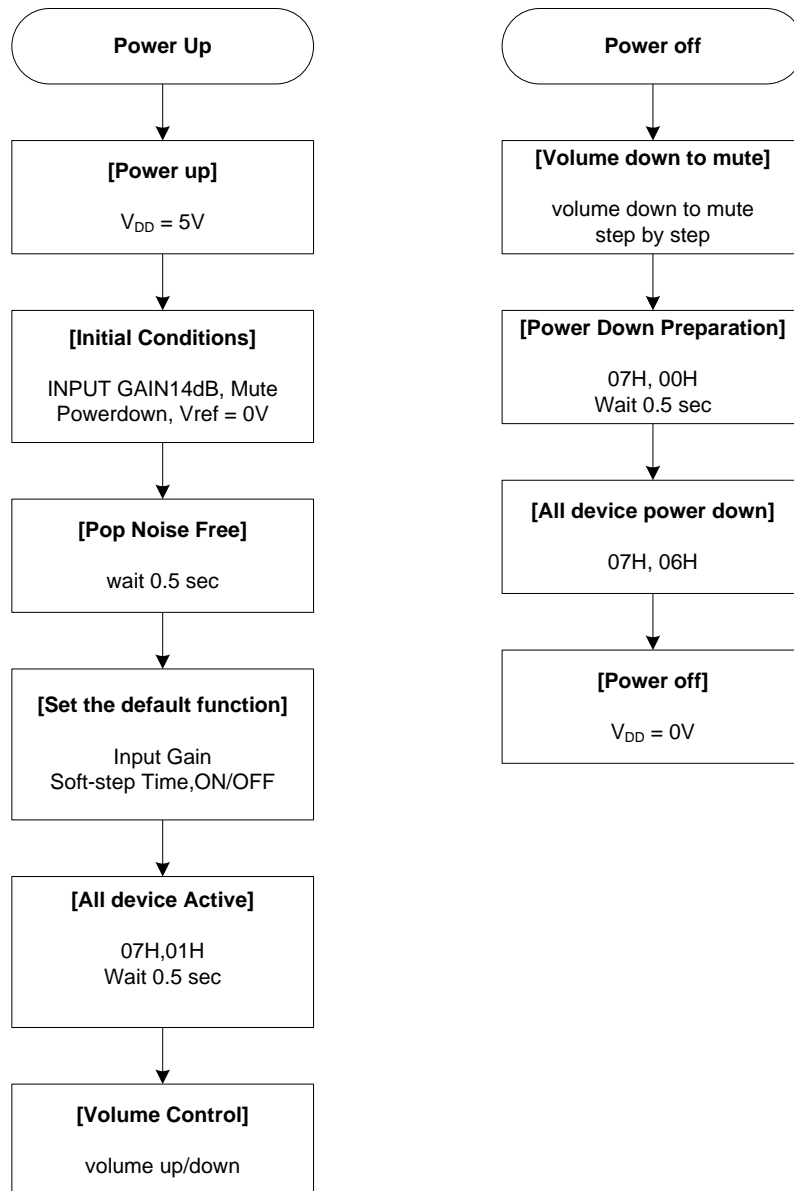 Power Up
[Power up]
VDD = 5V
[Initial Conditions]
INPUT GAIN14dB, Mute
Powerdown, Vref = 0V
[Pop Noise Free]
wait 0.5 sec
[Set the default function]
Input Gain
Soft-step Time,ON/OFF
[All device Active]
07H,01H
Wait 0.5 sec
[Volume Control]
volume up/down
Power off
[Volume down to mute]
volume down to mute
step by step
[Power Down Preparation]
07H, 00H
Wait 0.5 sec
[All device power down]
07H, 06H
[Power off]
VDD = 0V